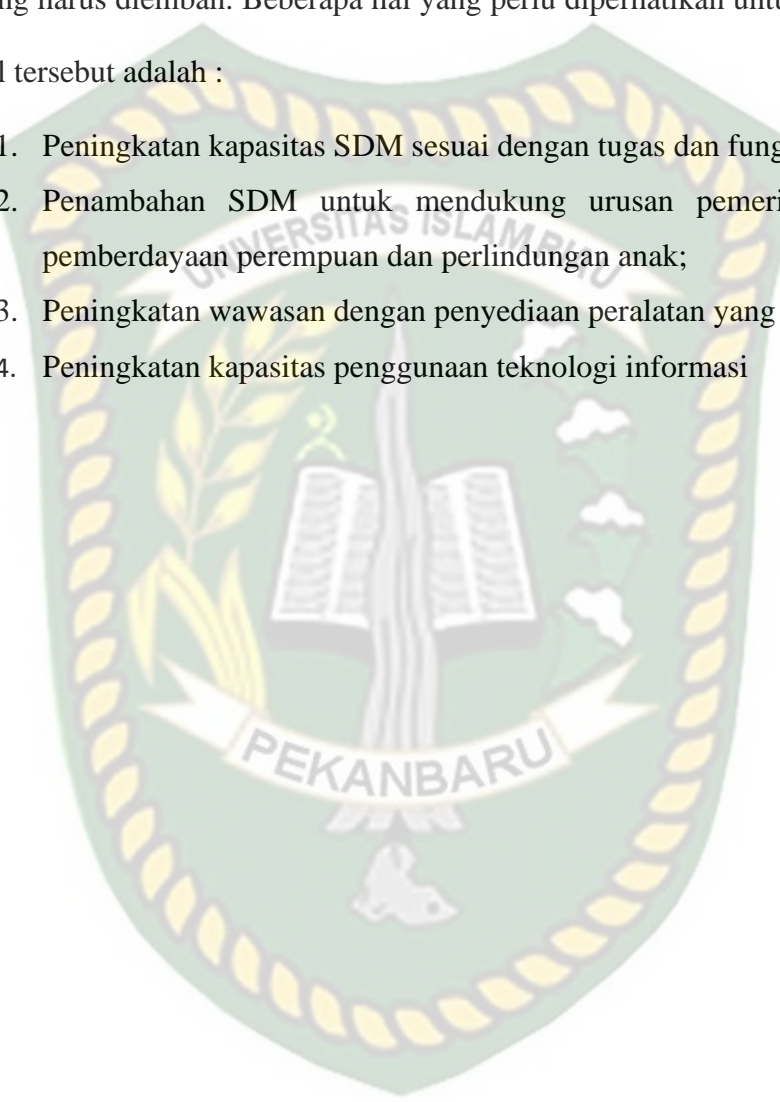 ng harus diemban. Beberapa hal yang perlu diperhatikan untu
l tersebut adalah :
1. Peningkatan kapasitas SDM sesuai dengan tugas dan fung
2. Penambahan SDM untuk mendukung urusan pemeri
pemberdayaan perempuan dan perlindungan anak;
3. Peningkatan wawasan dengan penyediaan peralatan yang
4. Peningkatan kapasitas penggunaan teknologi informasi
UNIVERSITAS ISLAM RIAU
PEKANBARU